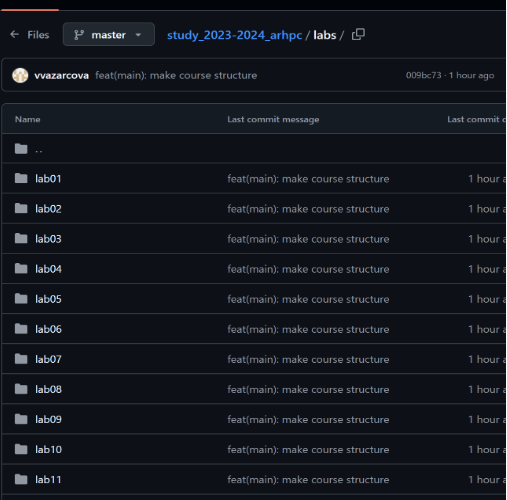 Files master study_2023-2024_arhpc / labs /
vvazarcova feat(main): make course structure 009bc73 · 1 hour ago
Name Last commit message Last commit
..
lab01 feat(main): make course structure 1 hour
lab02 feat(main): make course structure 1 hour
lab03 feat(main): make course structure 1 hour
lab04 feat(main): make course structure 1 hour
lab05 feat(main): make course structure 1 hour
lab06 feat(main): make course structure 1 hour
lab07 feat(main): make course structure 1 hour
lab08 feat(main): make course structure 1 hour
lab09 feat(main): make course structure 1 hour
lab10 feat(main): make course structure 1 hour
lab11 feat(main): make course structure 1 hour